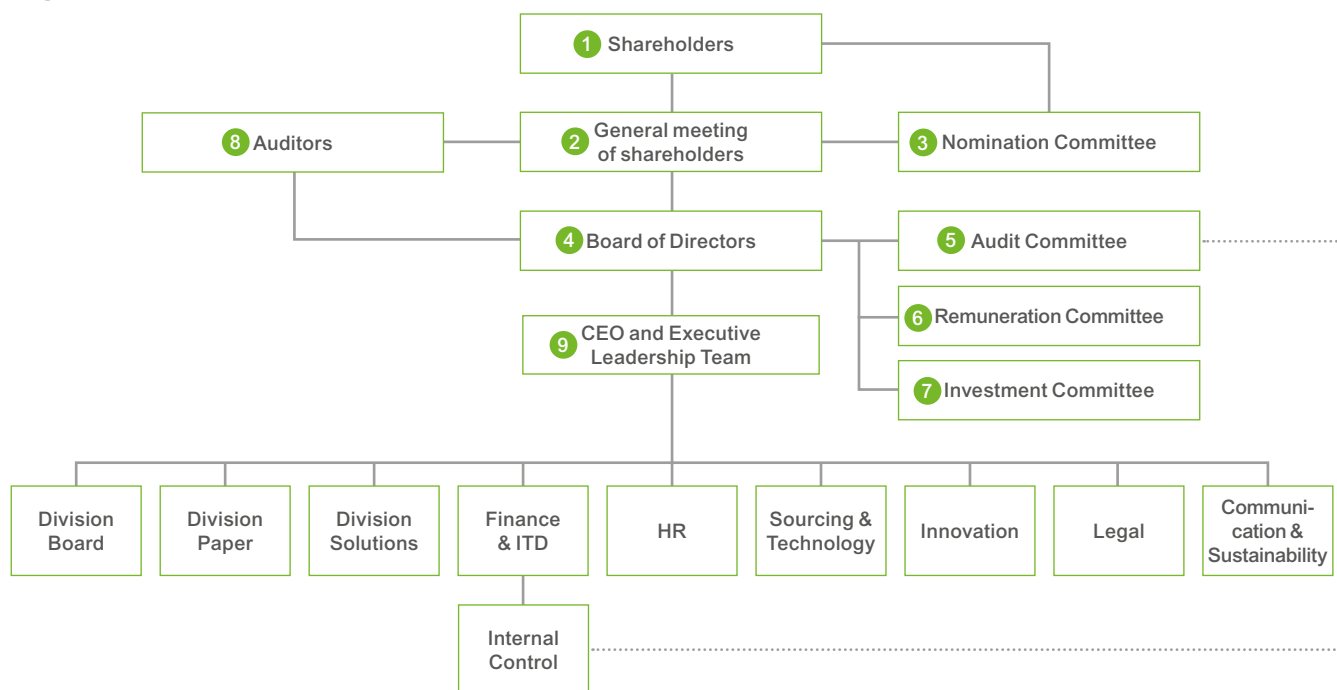 1 Shareholders
8 Auditors
2 General meeting
of shareholders
3 Nomination Committee
4 Board of Directors
5 Audit Committee
6 Remuneration Committee
9 CEO and Executive
Leadership Team
7 Investment Committee
Division
Board
Division
Paper
Division
Solutions
Finance
& ITD
HR
Sourcing &
Technology
Innovation
Legal
Communi-
cation &
Sustainability
Internal
Control